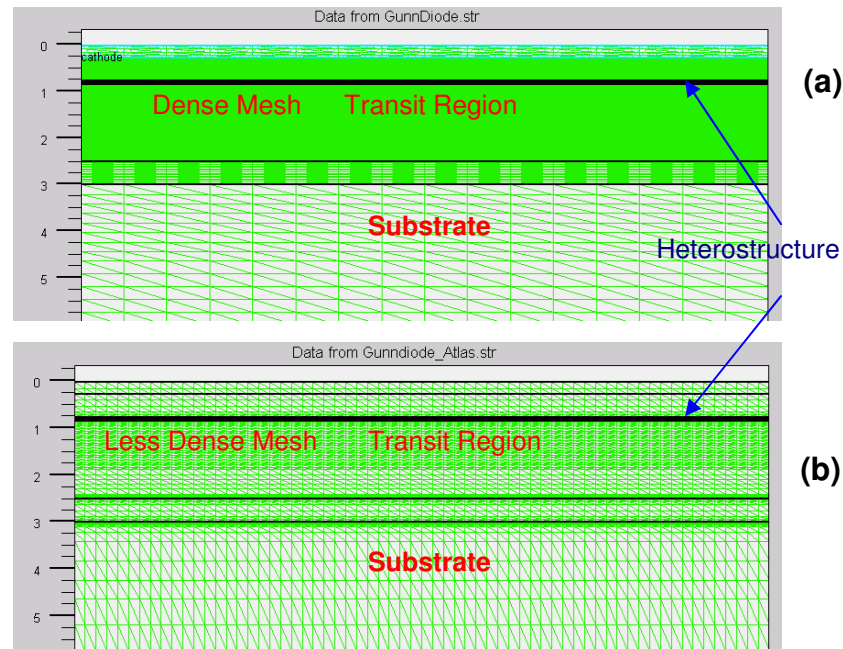 Data from GunnDiode.str
0
cathode
1
Dense Mesh Transit Region
2
3
4
Substrate
5
(a)
Heterostructure
Data from Gunndiode_Atlas.str
0
1
Less Dense Mesh Transit Region
2
3
4
Substrate
5
(b)